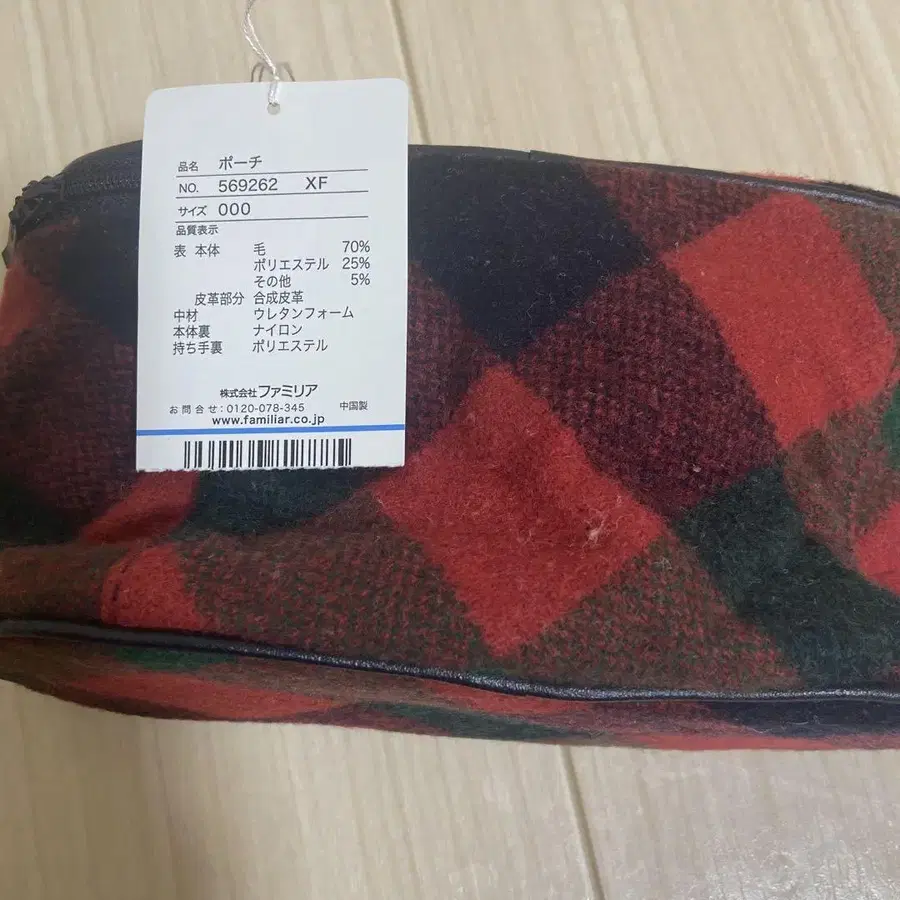 品名 ポーチ
NO. 569262 XF
サイズ 000
品質表示
表 本体 毛 70%
ポリエステル 25%
その他 5%
皮革部分 合成皮革
中材 ウレタンフォーム
本体裏 ナイロン
持ち手裏 ポリエステル
株式会社ファミリア
お問合せ:0120-078-345 中国製
www.familiar.co.jp